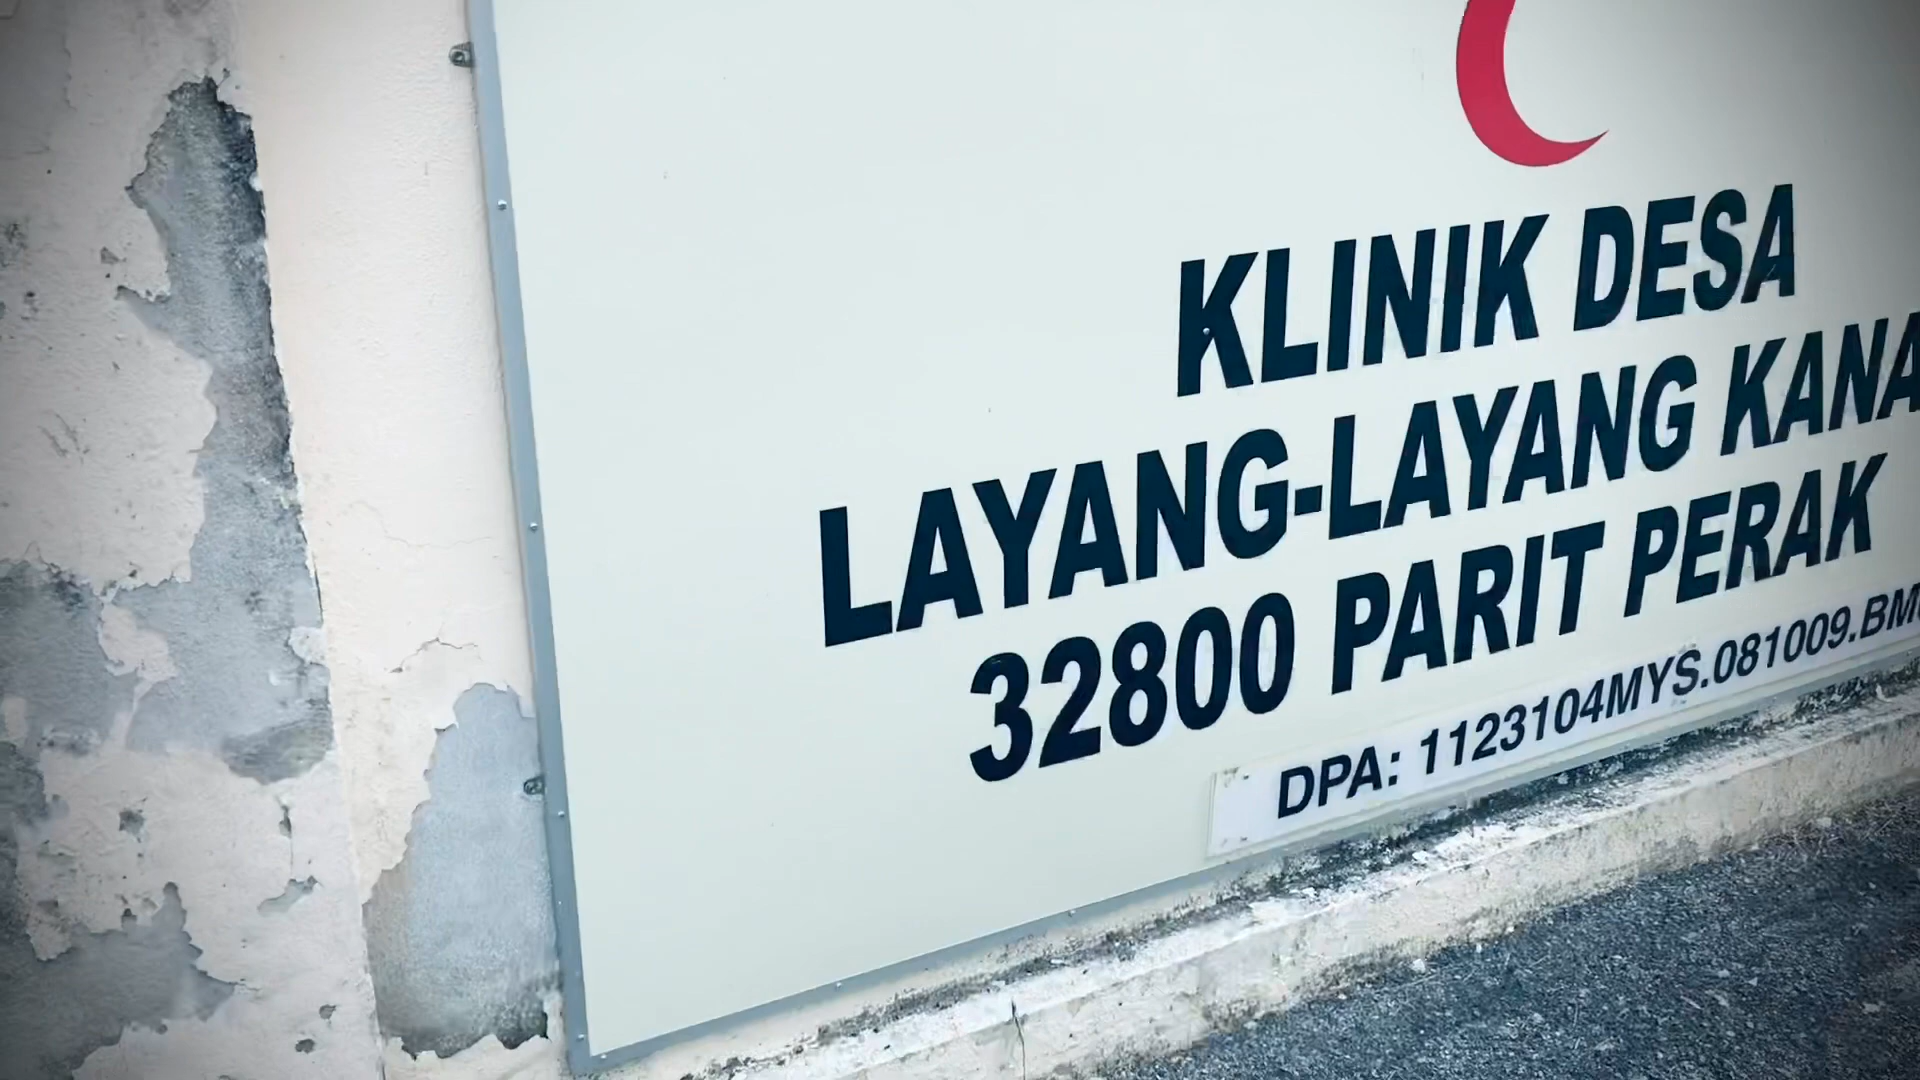 KLINIK DESA
LAYANG-LAYANG KANA
32800 PARIT PERAK
DPA: 1123104MYS.081009.BM